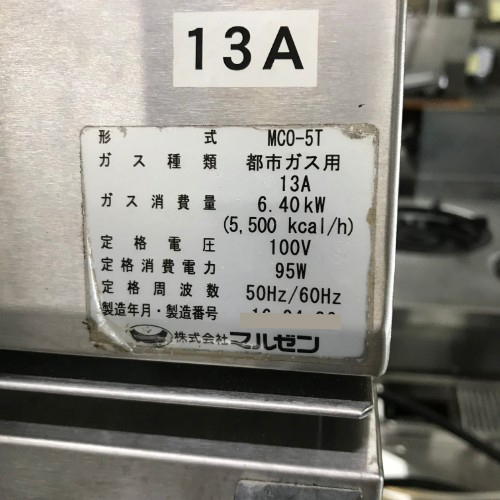 13A
形式 MCO-5T
ガス種類 都市ガス用
13A
ガス消費量 6.40kW
(5,500 kcal/h)
定格電圧 100V
定格消費電力 95W
定格周波数 50Hz/60Hz
製造年月・製造番号
株式会社マルゼン